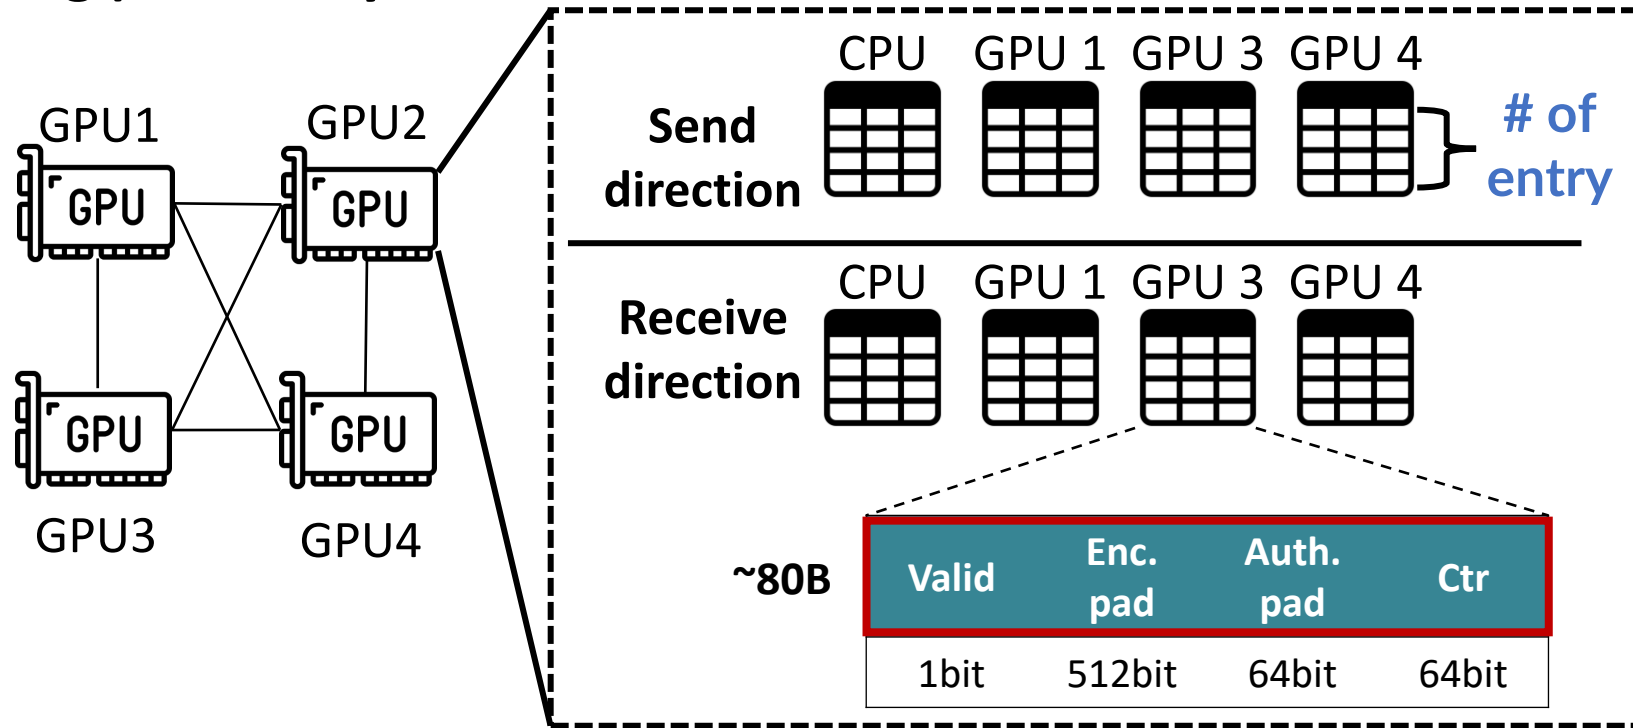 GPU1
GPU2
GPU
GPU
GPU
GPU
GPU3
GPU4
CPU GPU 1 GPU 3 GPU 4
Send
direction
# of
entry
CPU GPU 1 GPU 3 GPU 4
Receive
direction
~80B
Valid
Enc.
pad
Auth.
pad
Ctr
1bit 512bit 64bit 64bit